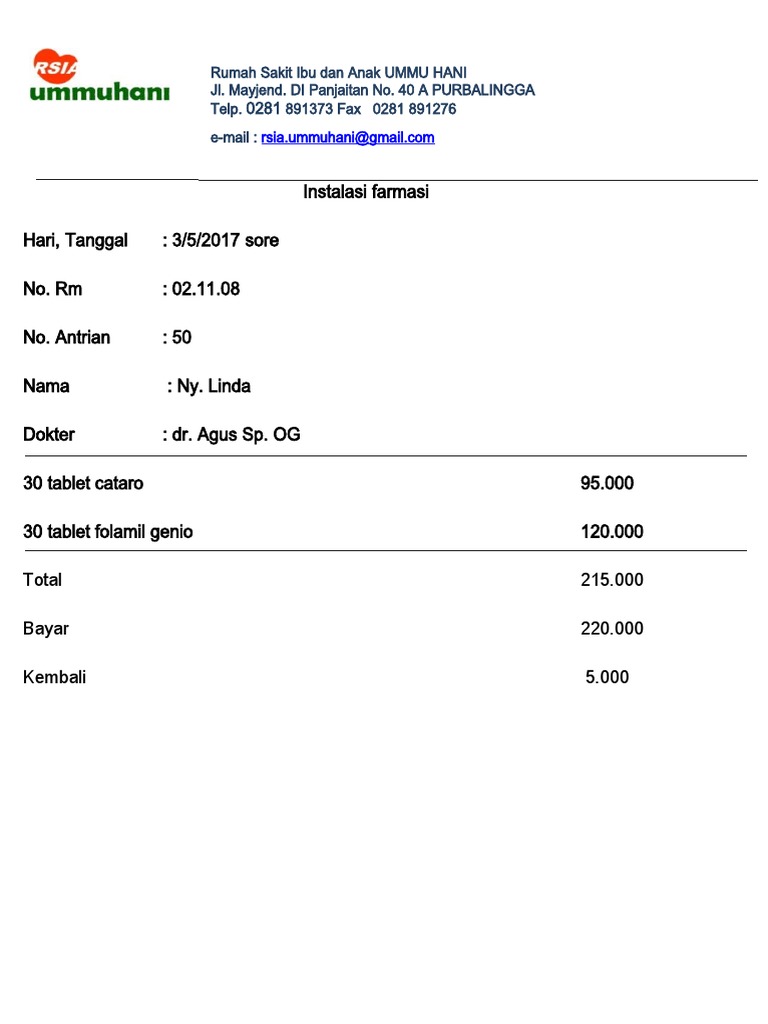 RSIA
ummuhani
Rumah Sakit Ibu dan Anak UMMU HANI
Jl. Mayjend. DI Panjaitan No. 40 A PURBALINGGA
Telp. 0281 891373 Fax 0281 891276
e-mail : rsia.ummuhani@gmail.com
Instalasi farmasi
Hari, Tanggal : 3/5/2017 sore
No. Rm : 02.11.08
No. Antrian : 50
Nama : Ny. Linda
Dokter : dr. Agus Sp. OG
30 tablet cataro 95.000
30 tablet folamil genio 120.000
Total 215.000
Bayar 220.000
Kembali 5.000